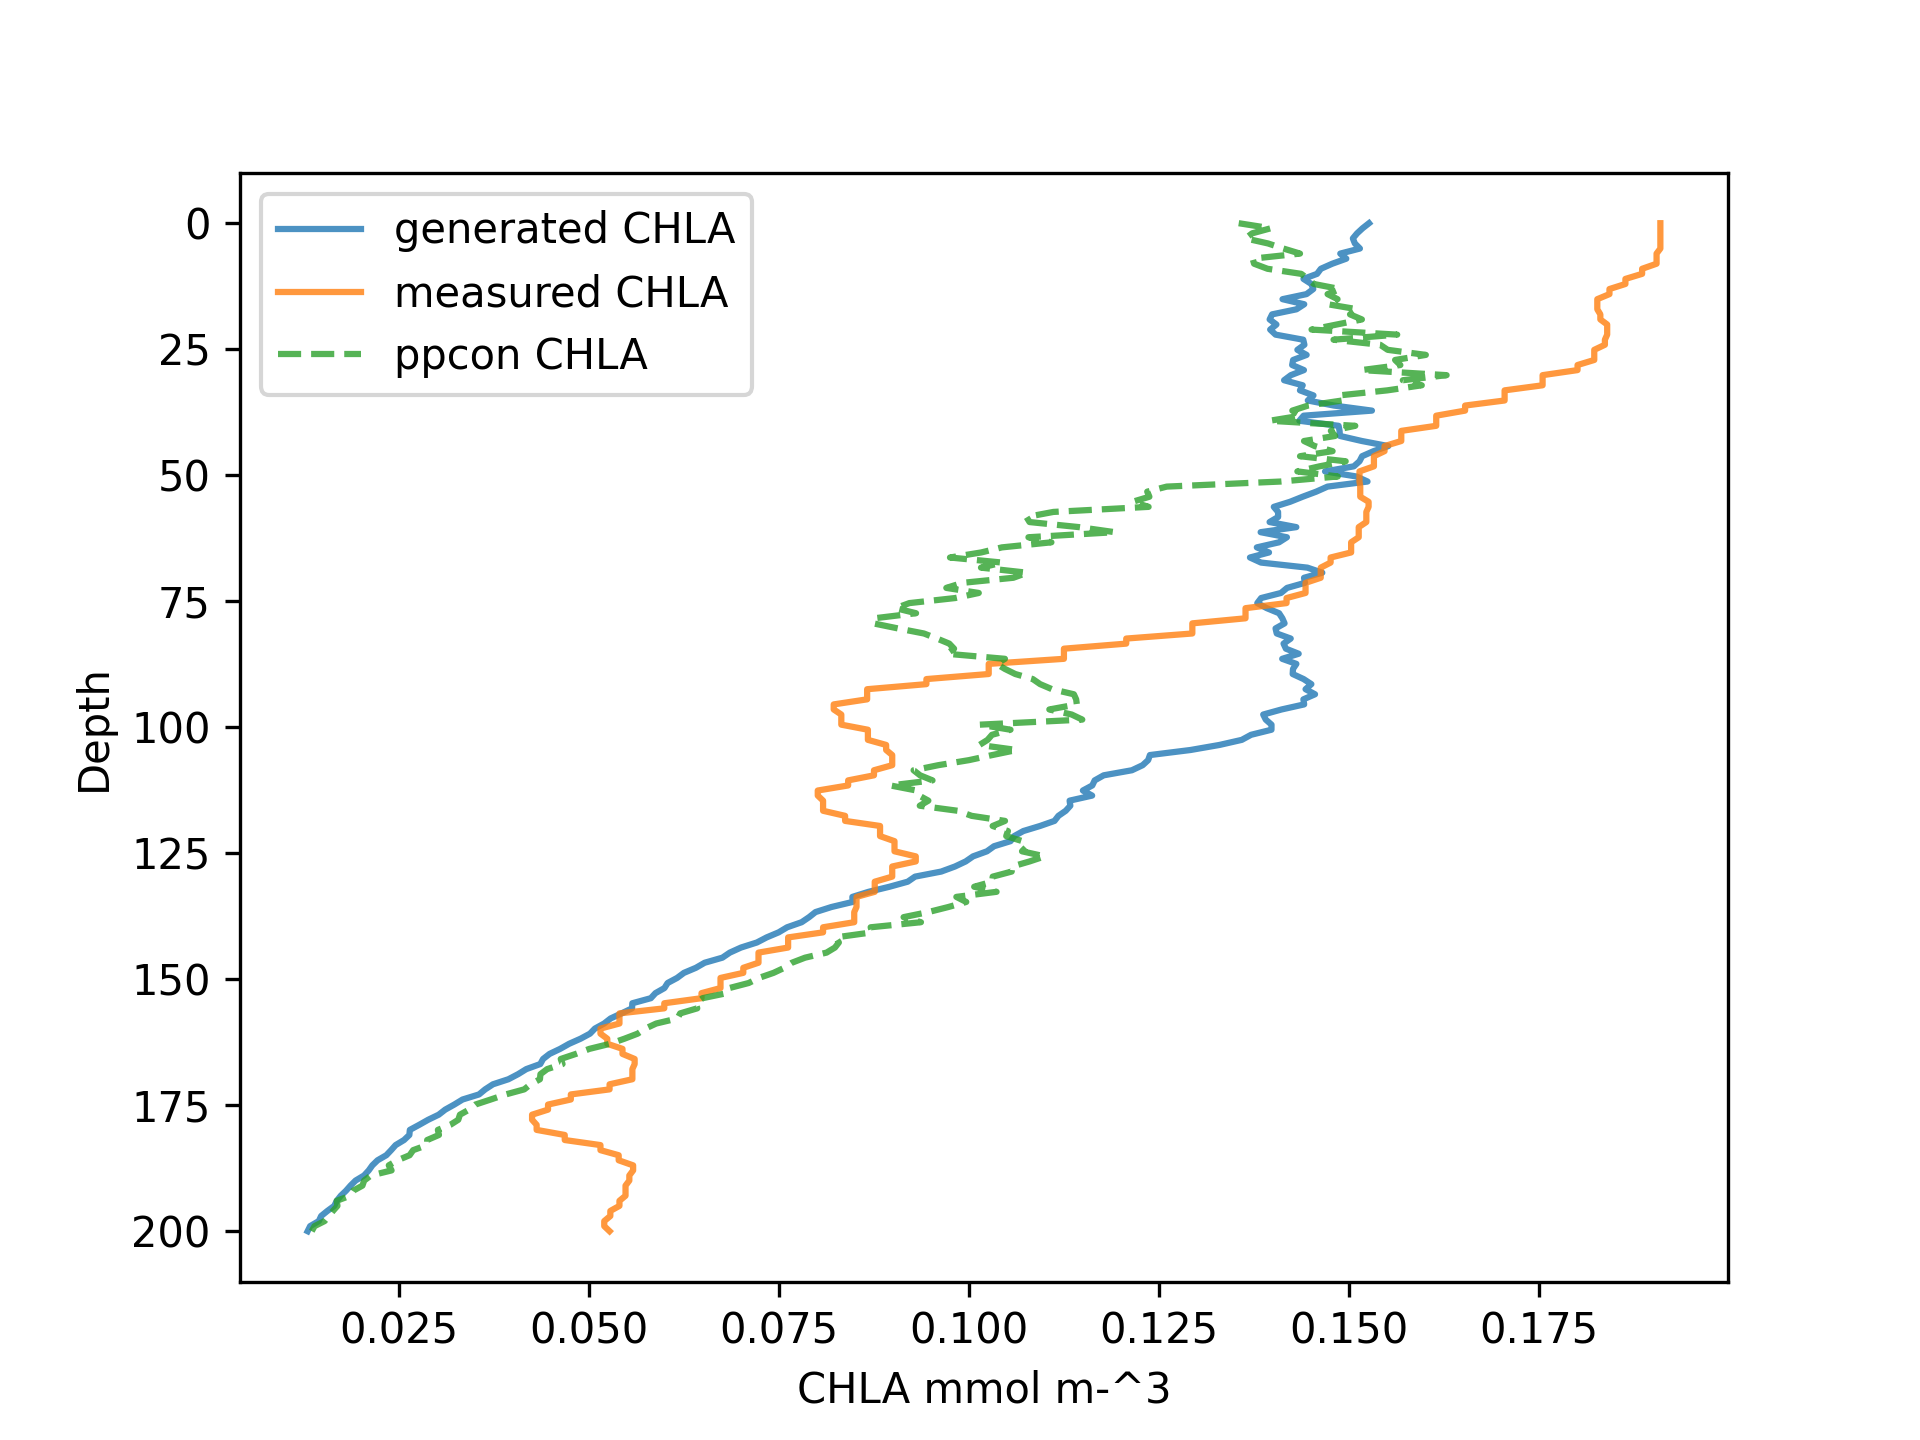 generated CHLA
measured CHLA
ppcon CHLA
0
25
50
75
100
125
150
175
200
Depth
0.025 0.050 0.075 0.100 0.125 0.150 0.175
CHLA mmol m-^3